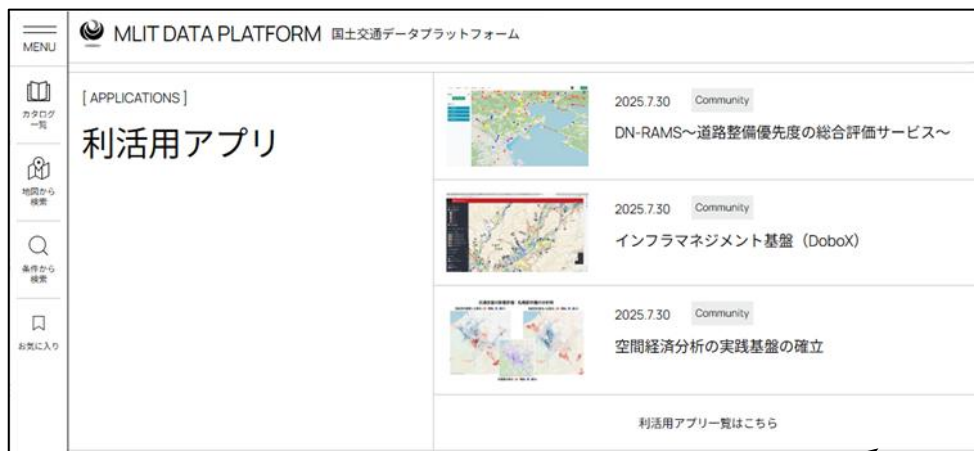 MENU
MLIT DATA PLATFORM 国土交通データプラットフォーム
カタログ
一覧
地図から
検索
条件から
検索
お気に入り
[ APPLICATIONS ]
利活用アプリ
2025.7.30 Community
DN-RAMS～道路整備優先度の総合評価サービス～
2025.7.30 Community
インフラマネジメント基盤（DoboX）
2025.7.30 Community
空間経済分析の実践基盤の確立
利活用アプリ一覧はこちら